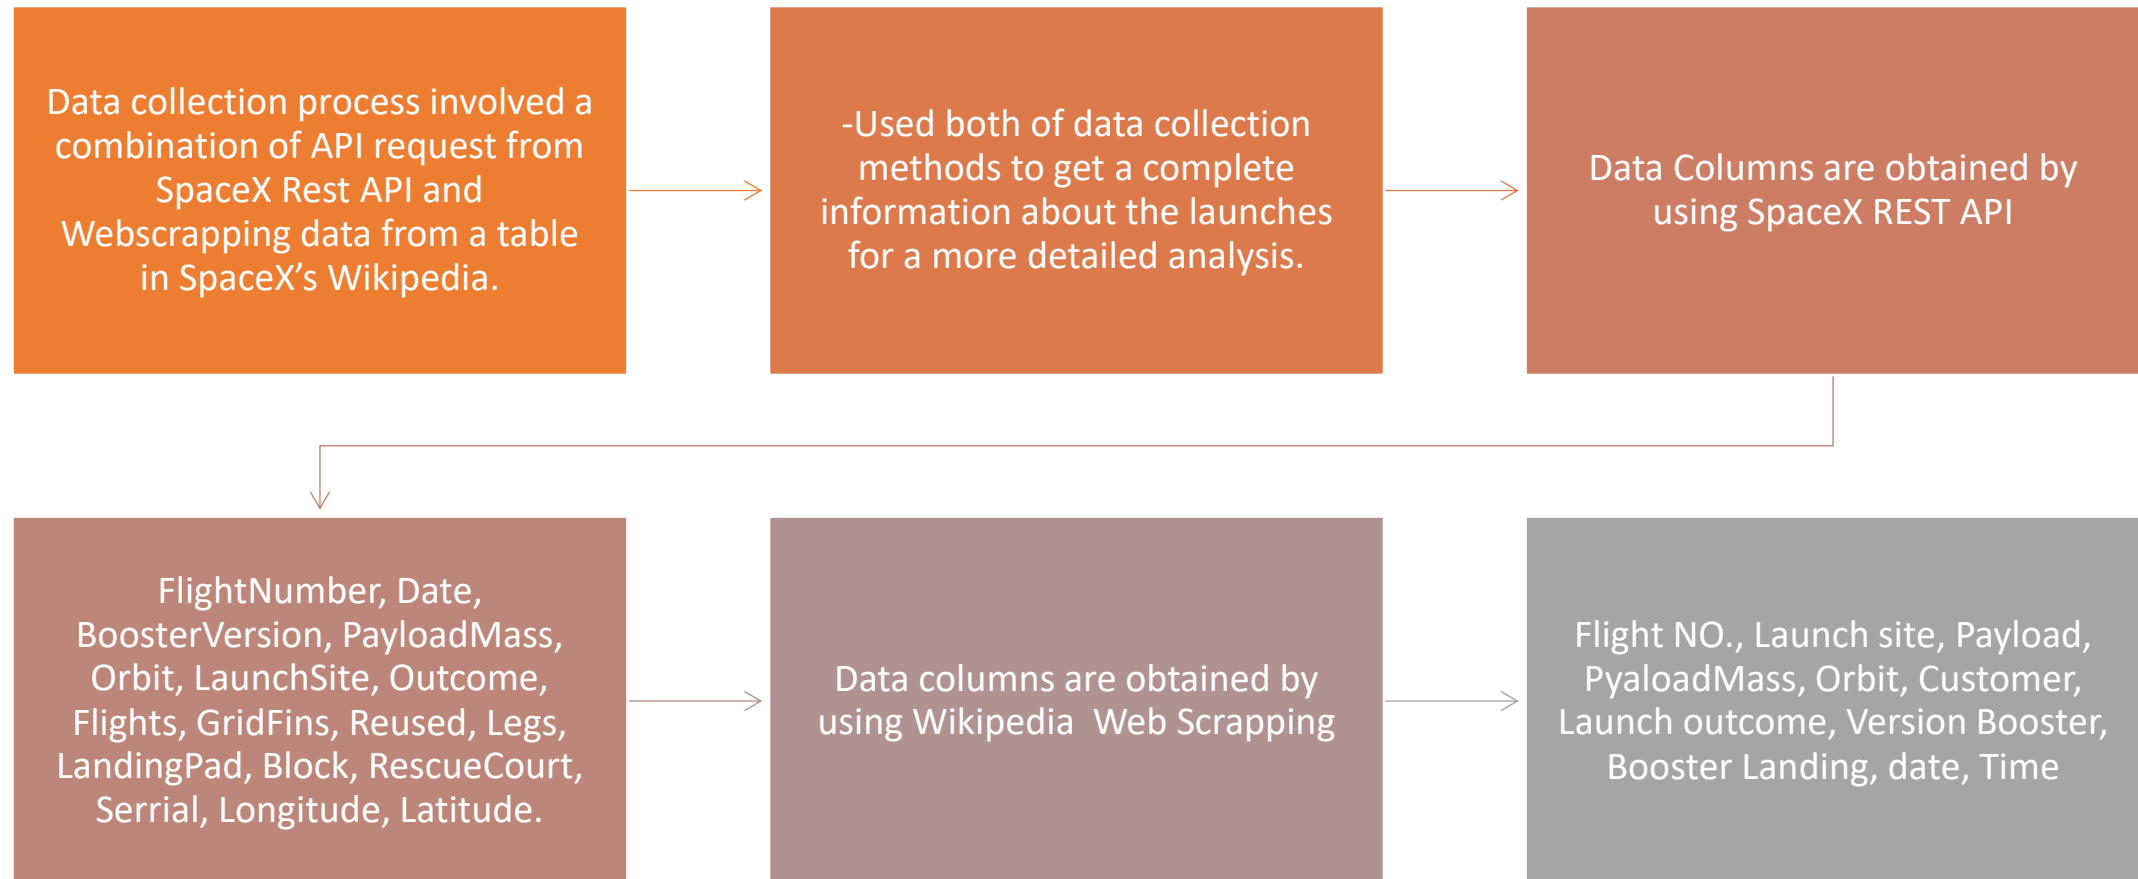 Data collection process involved a
combination of API request from
SpaceX Rest API and
Webscrapping data from a table
in SpaceX’s Wikipedia.
-Used both of data collection
methods to get a complete
information about the launches
for a more detailed analysis.
Data Columns are obtained by
using SpaceX REST API
FlightNumber, Date,
BoosterVersion, PayloadMass,
Orbit, LaunchSite, Outcome,
Flights, GridFins, Reused, Legs,
LandingPad, Block, RescueCourt,
Serrial, Longitude, Latitude.
Data columns are obtained by
using Wikipedia  Web Scrapping
Flight NO., Launch site, Payload,
PyaloadMass, Orbit, Customer,
Launch outcome, Version Booster,
Booster Landing, date, Time